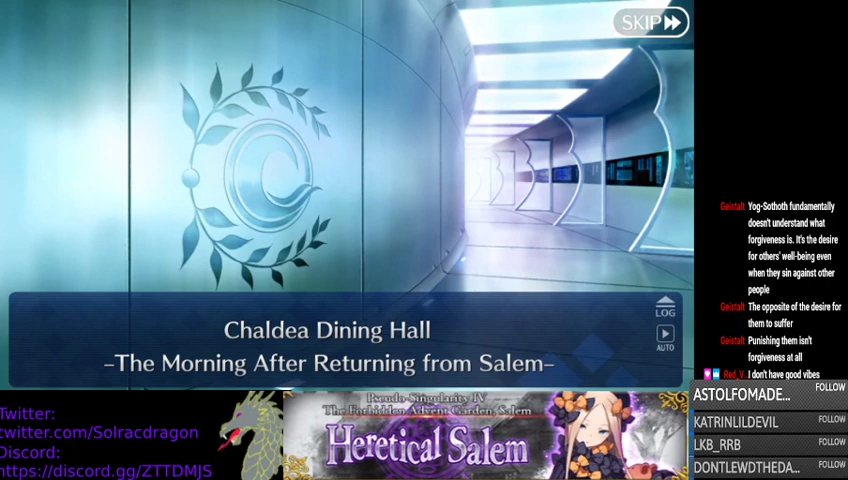 SKIP
Geistalt Yog-Sothoth fundamentally
doesn't understand what
forgiveness is. It's the desire
for others' well-being even
when they sin against other
people
Geistalt The opposite of the desire for
them to suffer
Geistalt Punishing them isn't
forgiveness at all
Red_V I don't have good vibes
LOG
AUTO
Chaldea Dining Hall
–The Morning After Returning from Salem–
Twitter:
twitter.com/Solracdragon
Discord:
https://discord.gg/ZTTDMJS
Pseudo-Singularity IV
The Forbidden Advent Garden, Salem
Heretical Salem
ASTOLFOMADE... FOLLOW
KATRINLILDEVIL FOLLOW
LKB_RRB FOLLOW
DONTLEWDTHEDA... FOLLOW